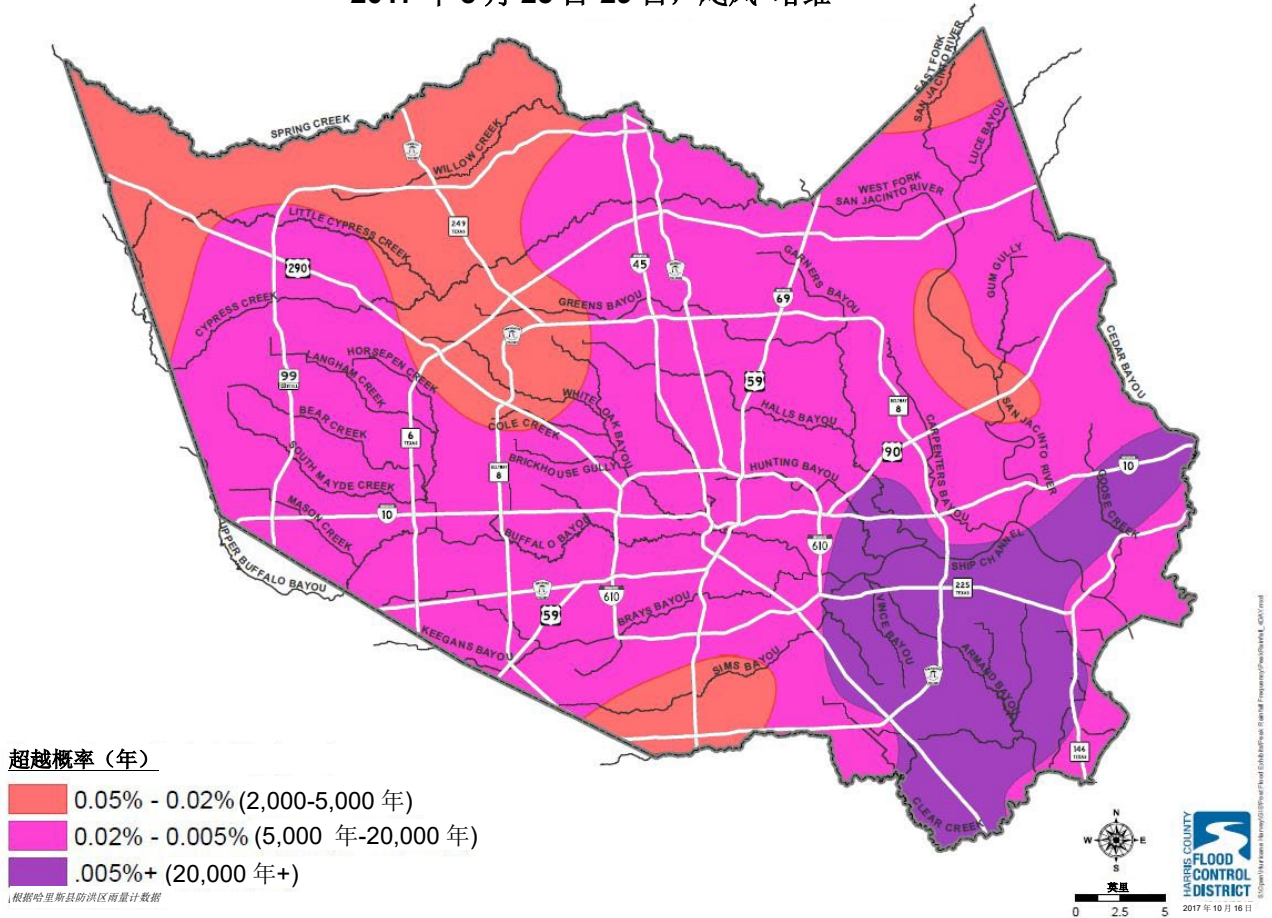 EAST FORK
SAN JACINTO RIVER
LUCE BAYOU
SPRING CREEK
WILLOW CREEK
WEST FORK
SAN JACINTO RIVER
LITTLE CYPRESS CREEK
249
TEXAS
290
45
GARNERS BAYOU
GUM GULLY
69
CYPRESS CREEK
GREENS BAYOU
CEDAR BAYOU
HORSEPEN CREEK
LANGHAM CREEK
99
59
WHITE OAK BAYOU
HALLS BAYOU
BELTWAY
8
SAN JACINTO RIVER
BEAR CREEK
6
TEXAS
COLE CREEK
CARPENTERS BAYOU
90
BRICKHOUSE GULLY
HUNTING BAYOU
10
GOOSE CREEK
SOUTH MAYDE CREEK
BELTWAY
8
MASON CREEK
10
BUFFALO BAYOU
610
SHIP CHANNEL
UPPER BUFFALO BAYOU
225
TEXAS
610
59
BRAYS BAYOU
VINCE BAYOU
KEEGANS BAYOU
ARMAND BAYOU
SIMS BAYOU
146
TEXAS
CLEAR CREEK
超越概率（年）
0.05% - 0.02% (2,000-5,000 年)
0.02% - 0.005% (5,000 年-20,000 年)
.005%+ (20,000 年+)
根据哈里斯县防洪区雨量计数据
N
W E
S
英里
0 2.5 5
HARRIS COUNTY
FLOOD
CONTROL
DISTRICT
2017 年 10 月 16 日